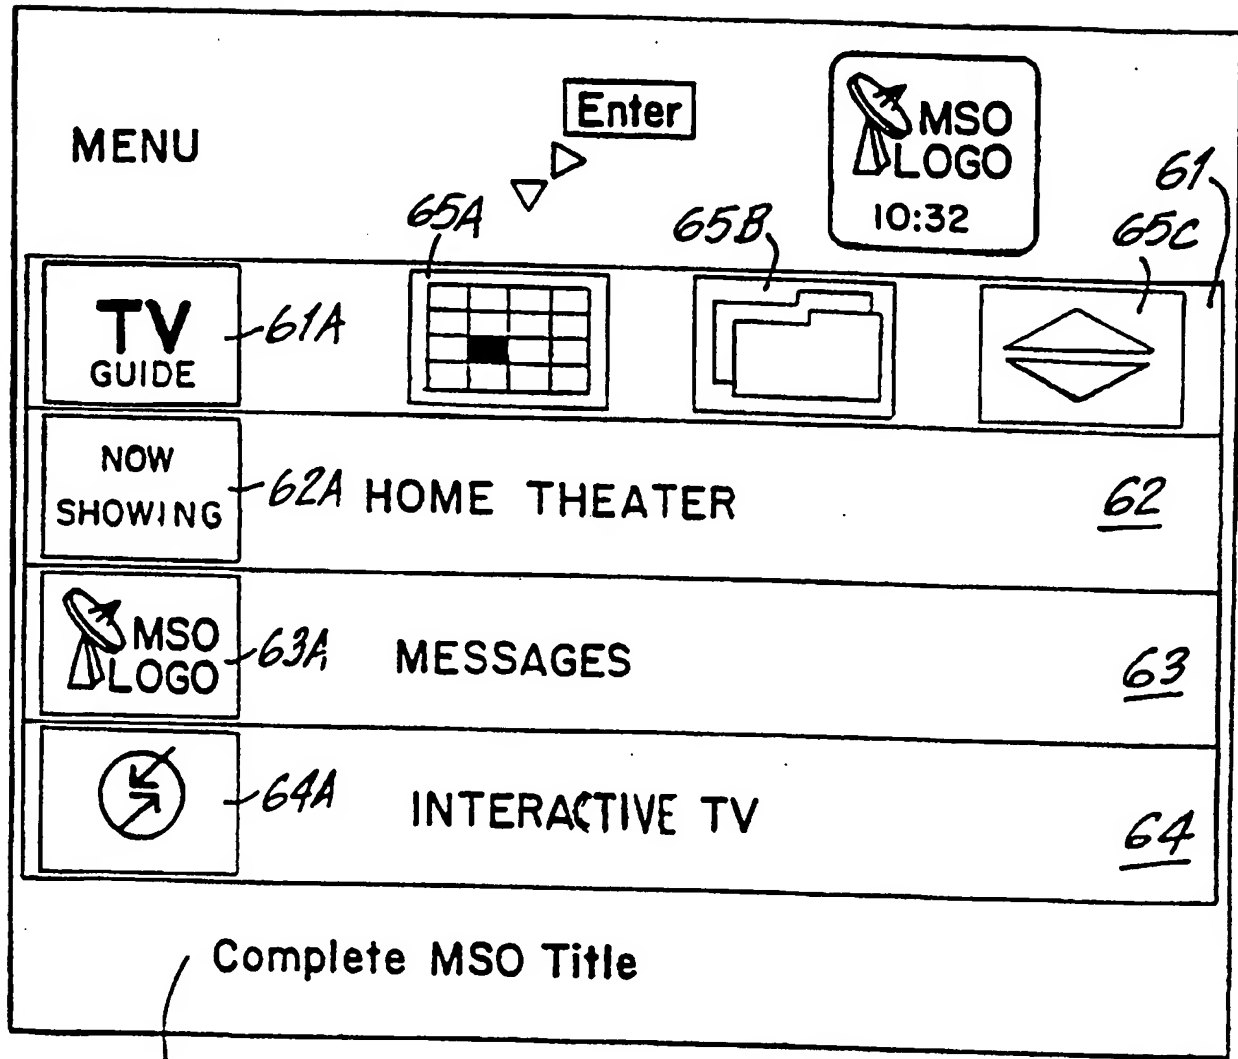 Enter
MSO
LOGO
MENU
10:32
61
65A
65B
65C
TV
GUIDE
61A
NOW
SHOWING
62A
HOME THEATER
62
MSO
LOGO
63A
MESSAGES
63
64A
INTERACTIVE TV
64
Complete MSO Title